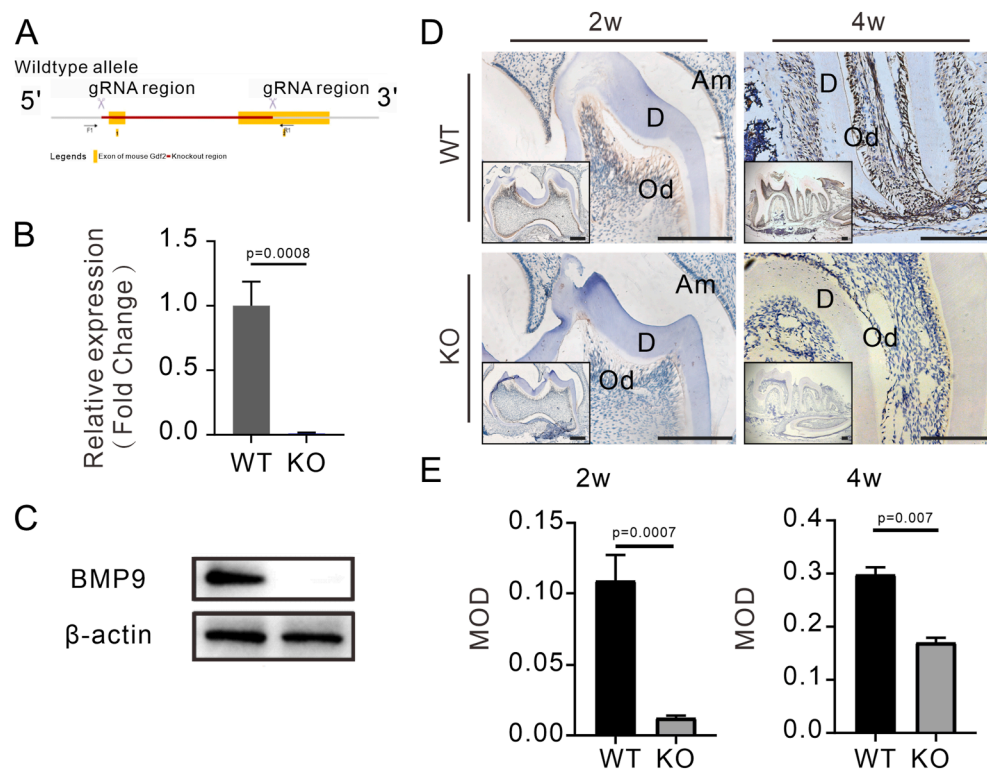 A
Wildtype allele
gRNA region gRNA region
5' 3'
F1 R1
Legends Exon of mouse Gdf2 Knockout region
B
Relative expression
(Fold Change)
1.5
1.0
0.5
0.0
p=0.0008
WT KO
C
BMP9
β-actin
D
2w 4w
WT
Am
D
Od
D
Od
KO
Am
D
Od
D
Od
E
2w
MOD
0.15
0.10
0.05
0.00
p=0.0007
WT KO
4w
MOD
0.4
0.3
0.2
0.1
0.0
p=0.007
WT KO